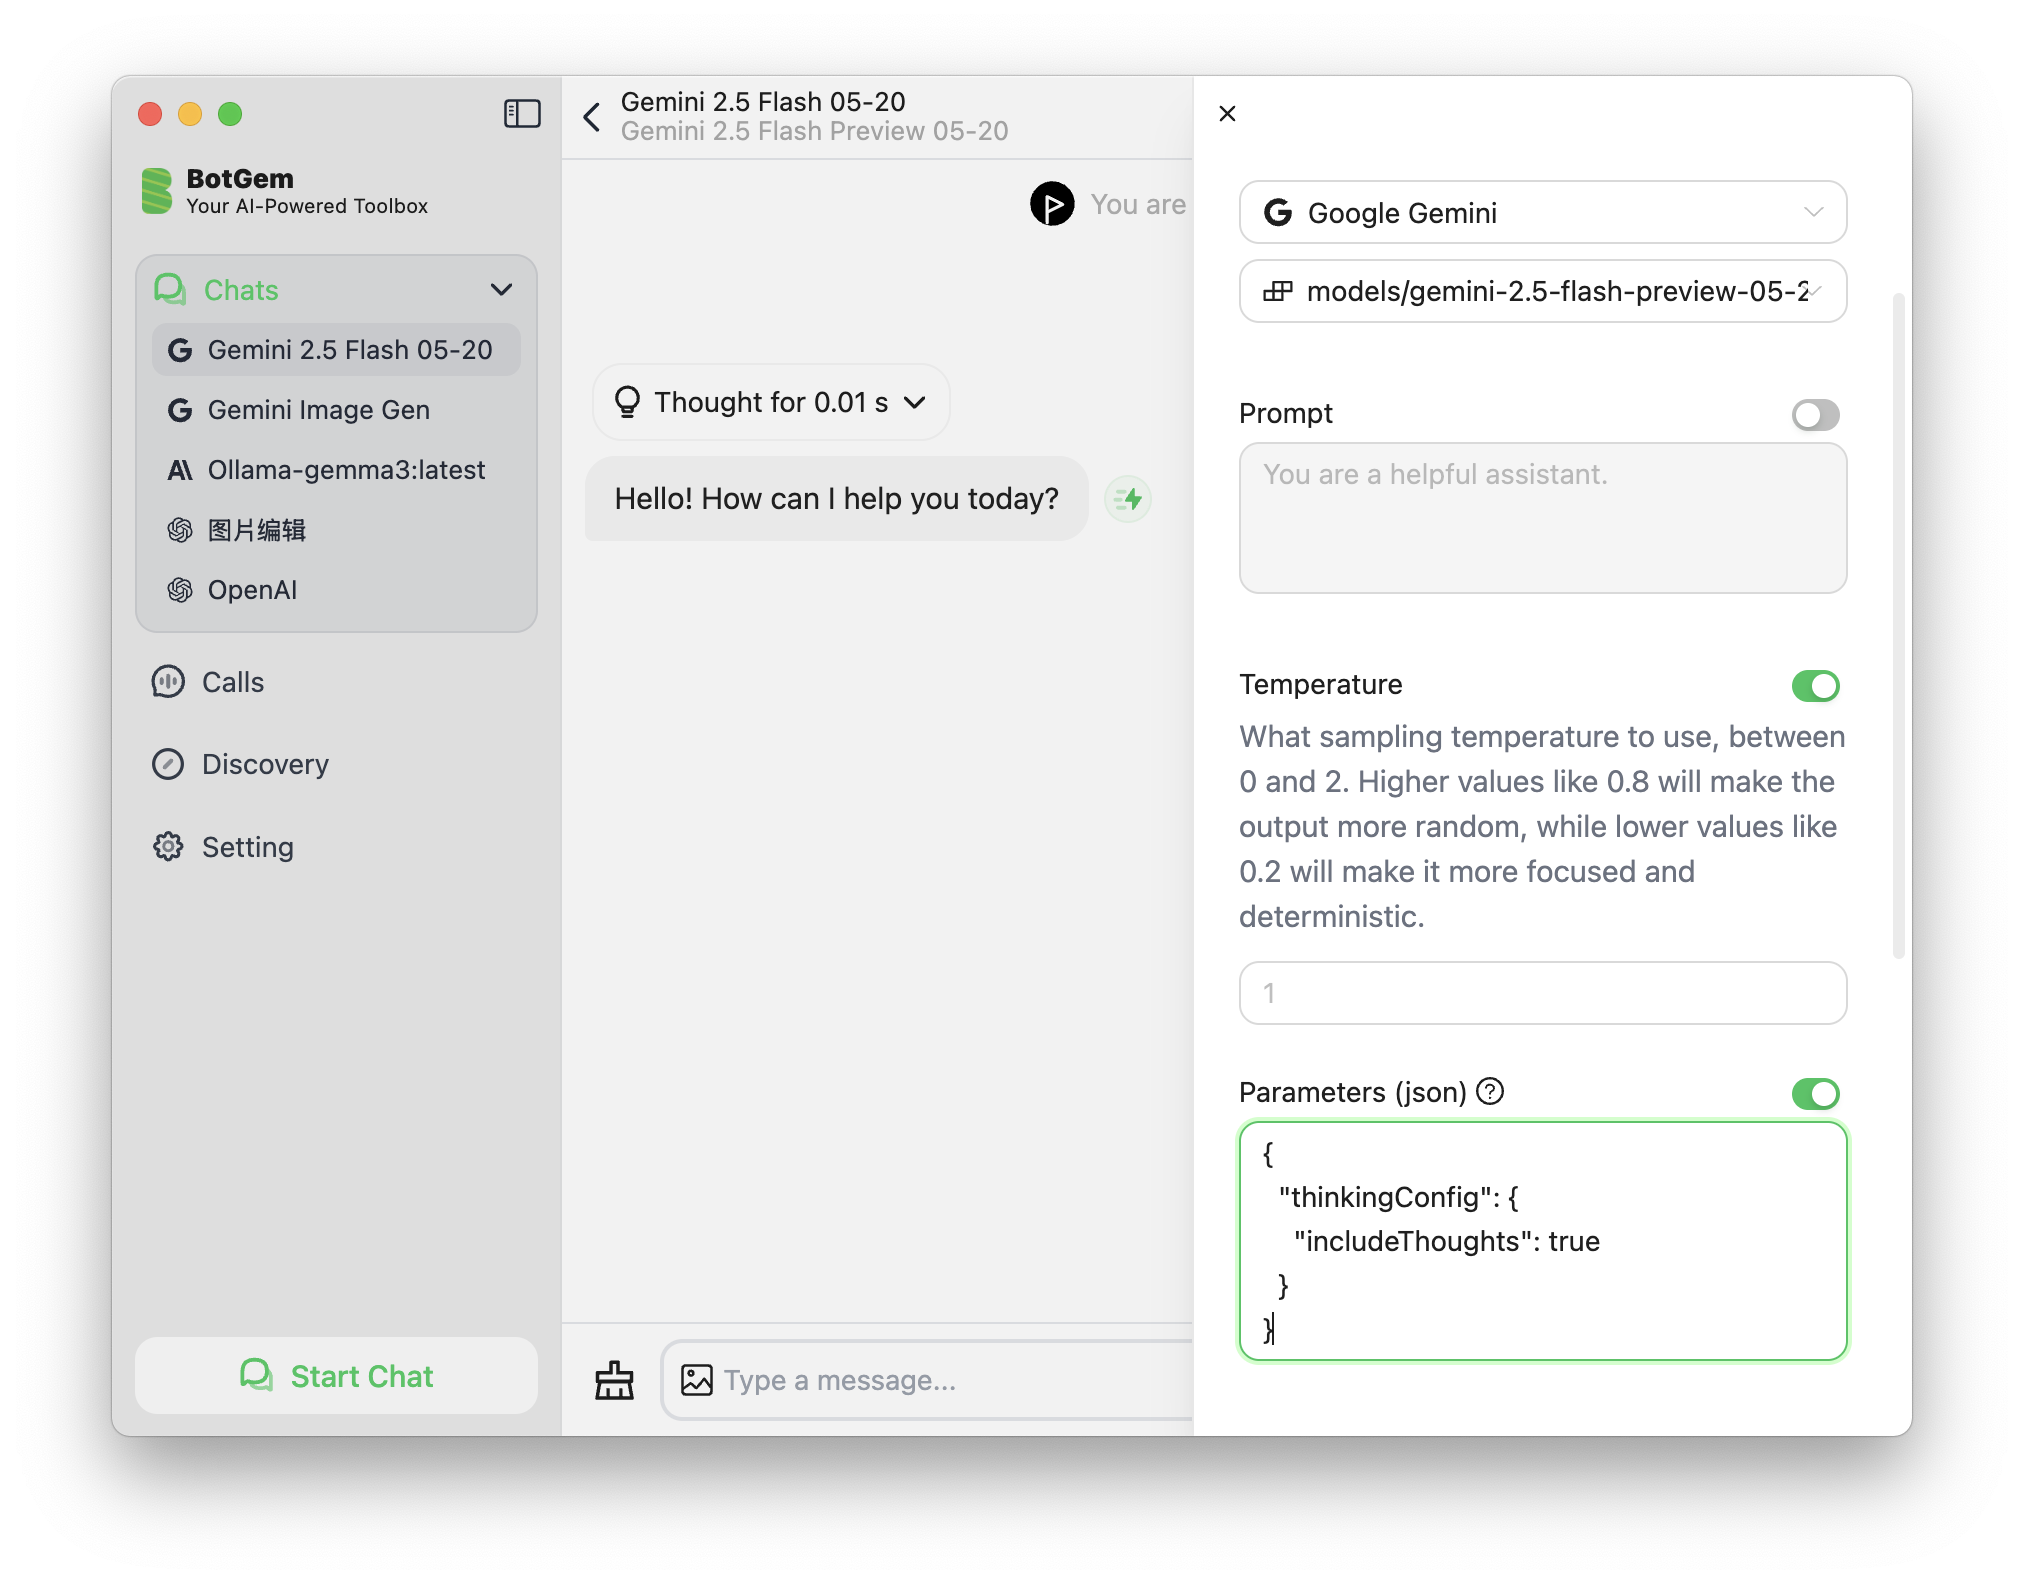 BotGem
Your AI-Powered Toolbox
Chats
Gemini 2.5 Flash 05-20
Gemini Image Gen
Ollama-gemma3:latest
图片编辑
OpenAI
Calls
Discovery
Setting
Start Chat
Gemini 2.5 Flash 05-20
Gemini 2.5 Flash Preview 05-20
You are
Thought for 0.01 s
Hello! How can I help you today?
Type a message...
Google Gemini
models/gemini-2.5-flash-preview-05-2
Prompt
You are a helpful assistant.
Temperature
What sampling temperature to use, between
0 and 2. Higher values like 0.8 will make the
output more random, while lower values like
0.2 will make it more focused and
deterministic.
1
Parameters (json)
{
"thinkingConfig": {
"includeThoughts": true
}
}